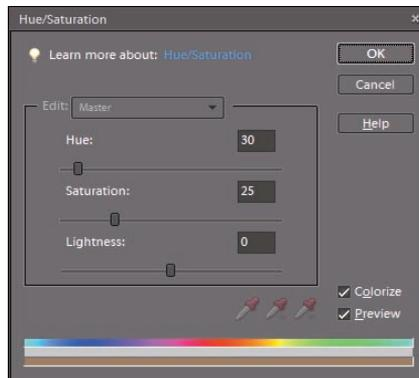 Hue/Saturation
Learn more about: Hue/Saturation
OK
Cancel
Help
Edit: Master
Hue: 30
Saturation: 25
Lightness: 0
Colorize
Preview